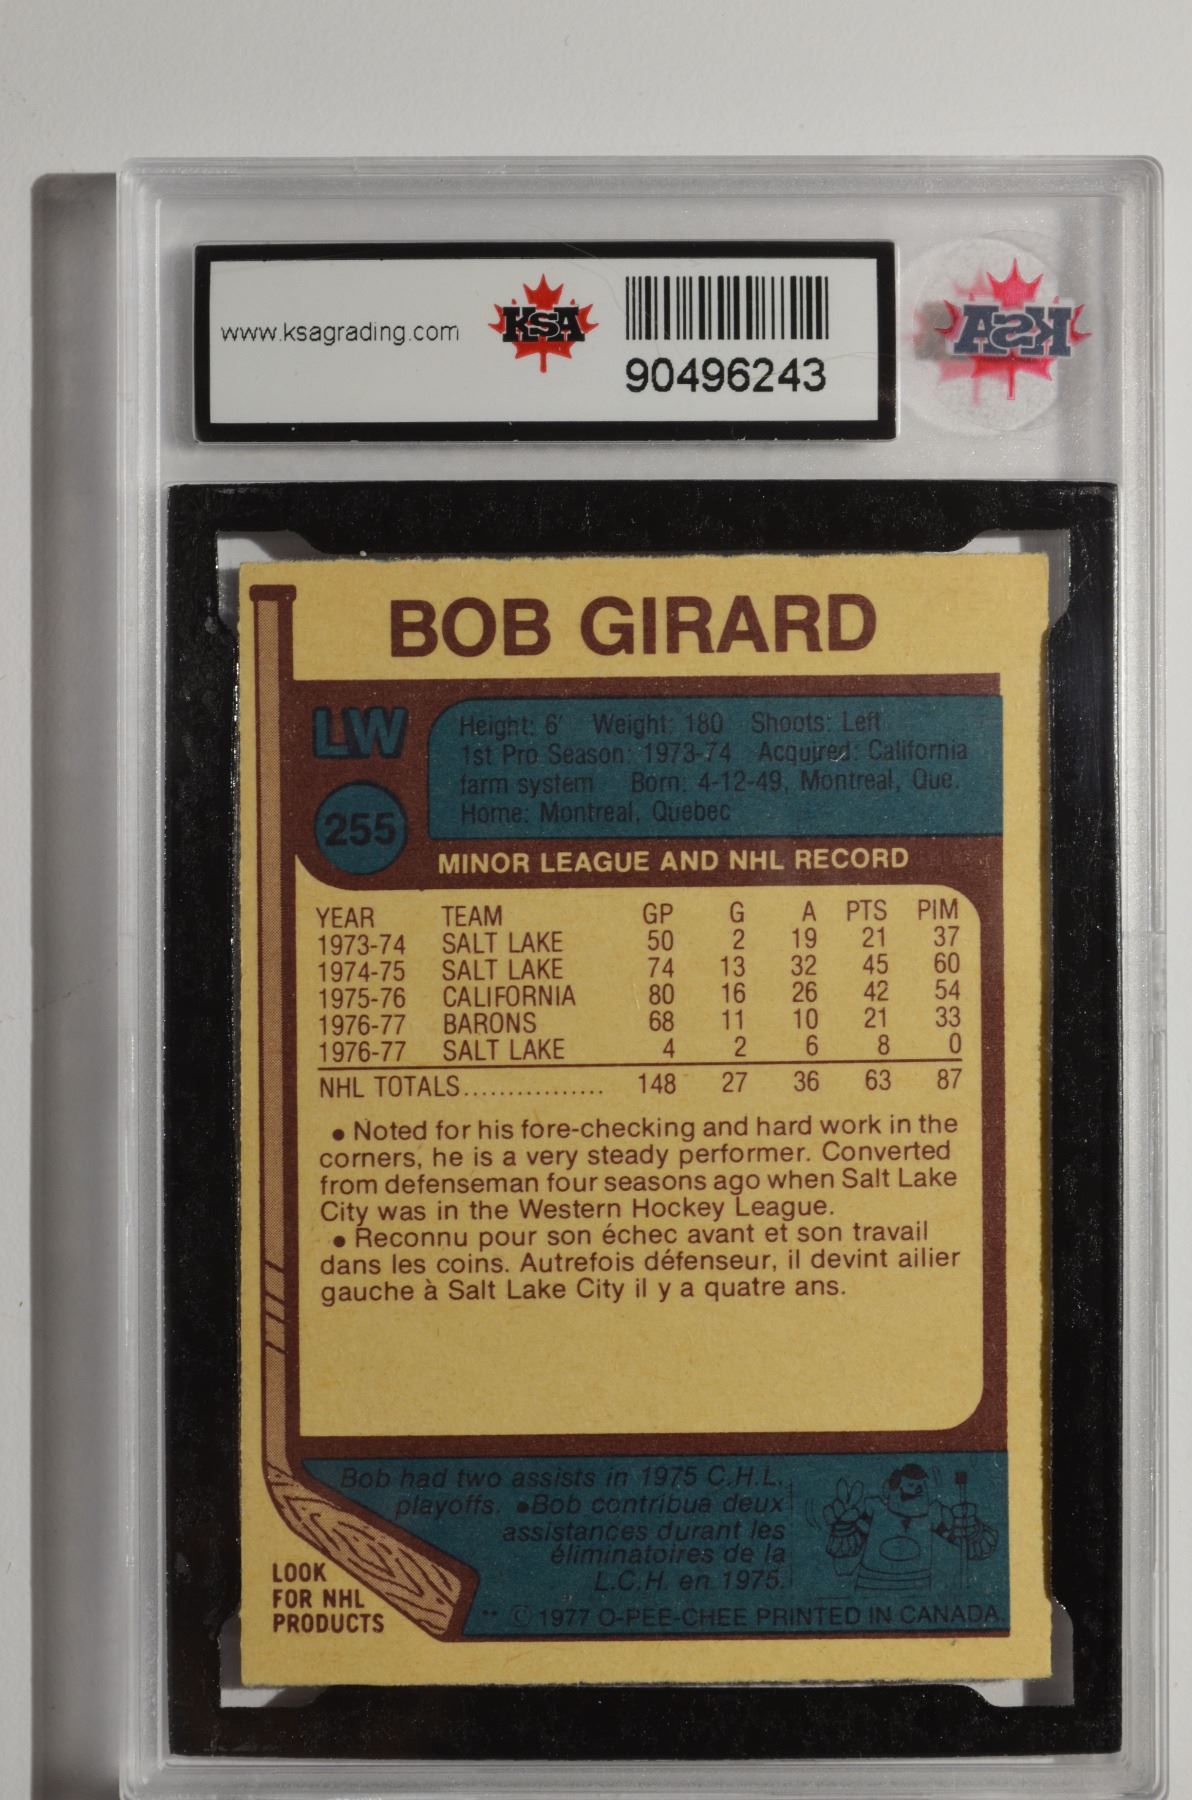 www.ksagrading.com
KSA
90496243
KSA
BOB GIRARD
LW
255
Height: 6' Weight: 180 Shoots: Left
1st Pro Season: 1973-74 Acquired: California
farm system Born: 4-12-49, Montreal, Que.
Home: Montreal, Quebec
MINOR LEAGUE AND NHL RECORD
YEAR TEAM GP G A PTS PIM
1973-74 SALT LAKE 50 2 19 21 37
1974-75 SALT LAKE 74 13 32 45 60
1975-76 CALIFORNIA 80 16 26 42 54
1976-77 BARONS 68 11 10 21 33
1976-77 SALT LAKE 4 2 6 8 0
NHL TOTALS................ 148 27 36 63 87
• Noted for his fore-checking and hard work in the
corners, he is a very steady performer. Converted
from defenseman four seasons ago when Salt Lake
City was in the Western Hockey League.
• Reconnu pour son échec avant et son travail
dans les coins. Autrefois défenseur, il devint ailier
gauche à Salt Lake City il y a quatre ans.
Bob had two assists in 1975 C.H.L.
playoffs. •Bob contribua deux
assistances durant les
éliminatoires de la
L.C.H. en 1975.
LOOK
FOR NHL
PRODUCTS
** © 1977 O-PEE-CHEE PRINTED IN CANADA.